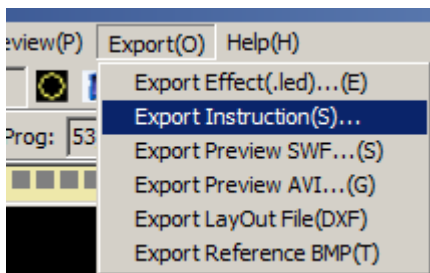 eview(P) Export(O) Help(H)
Export Effect(.led)...(E)
Export Instruction(S)...
Prog: 53
Export Preview SWF...(S)
Export Preview AVI...(G)
Export LayOut File(DXF)
Export Reference BMP(T)